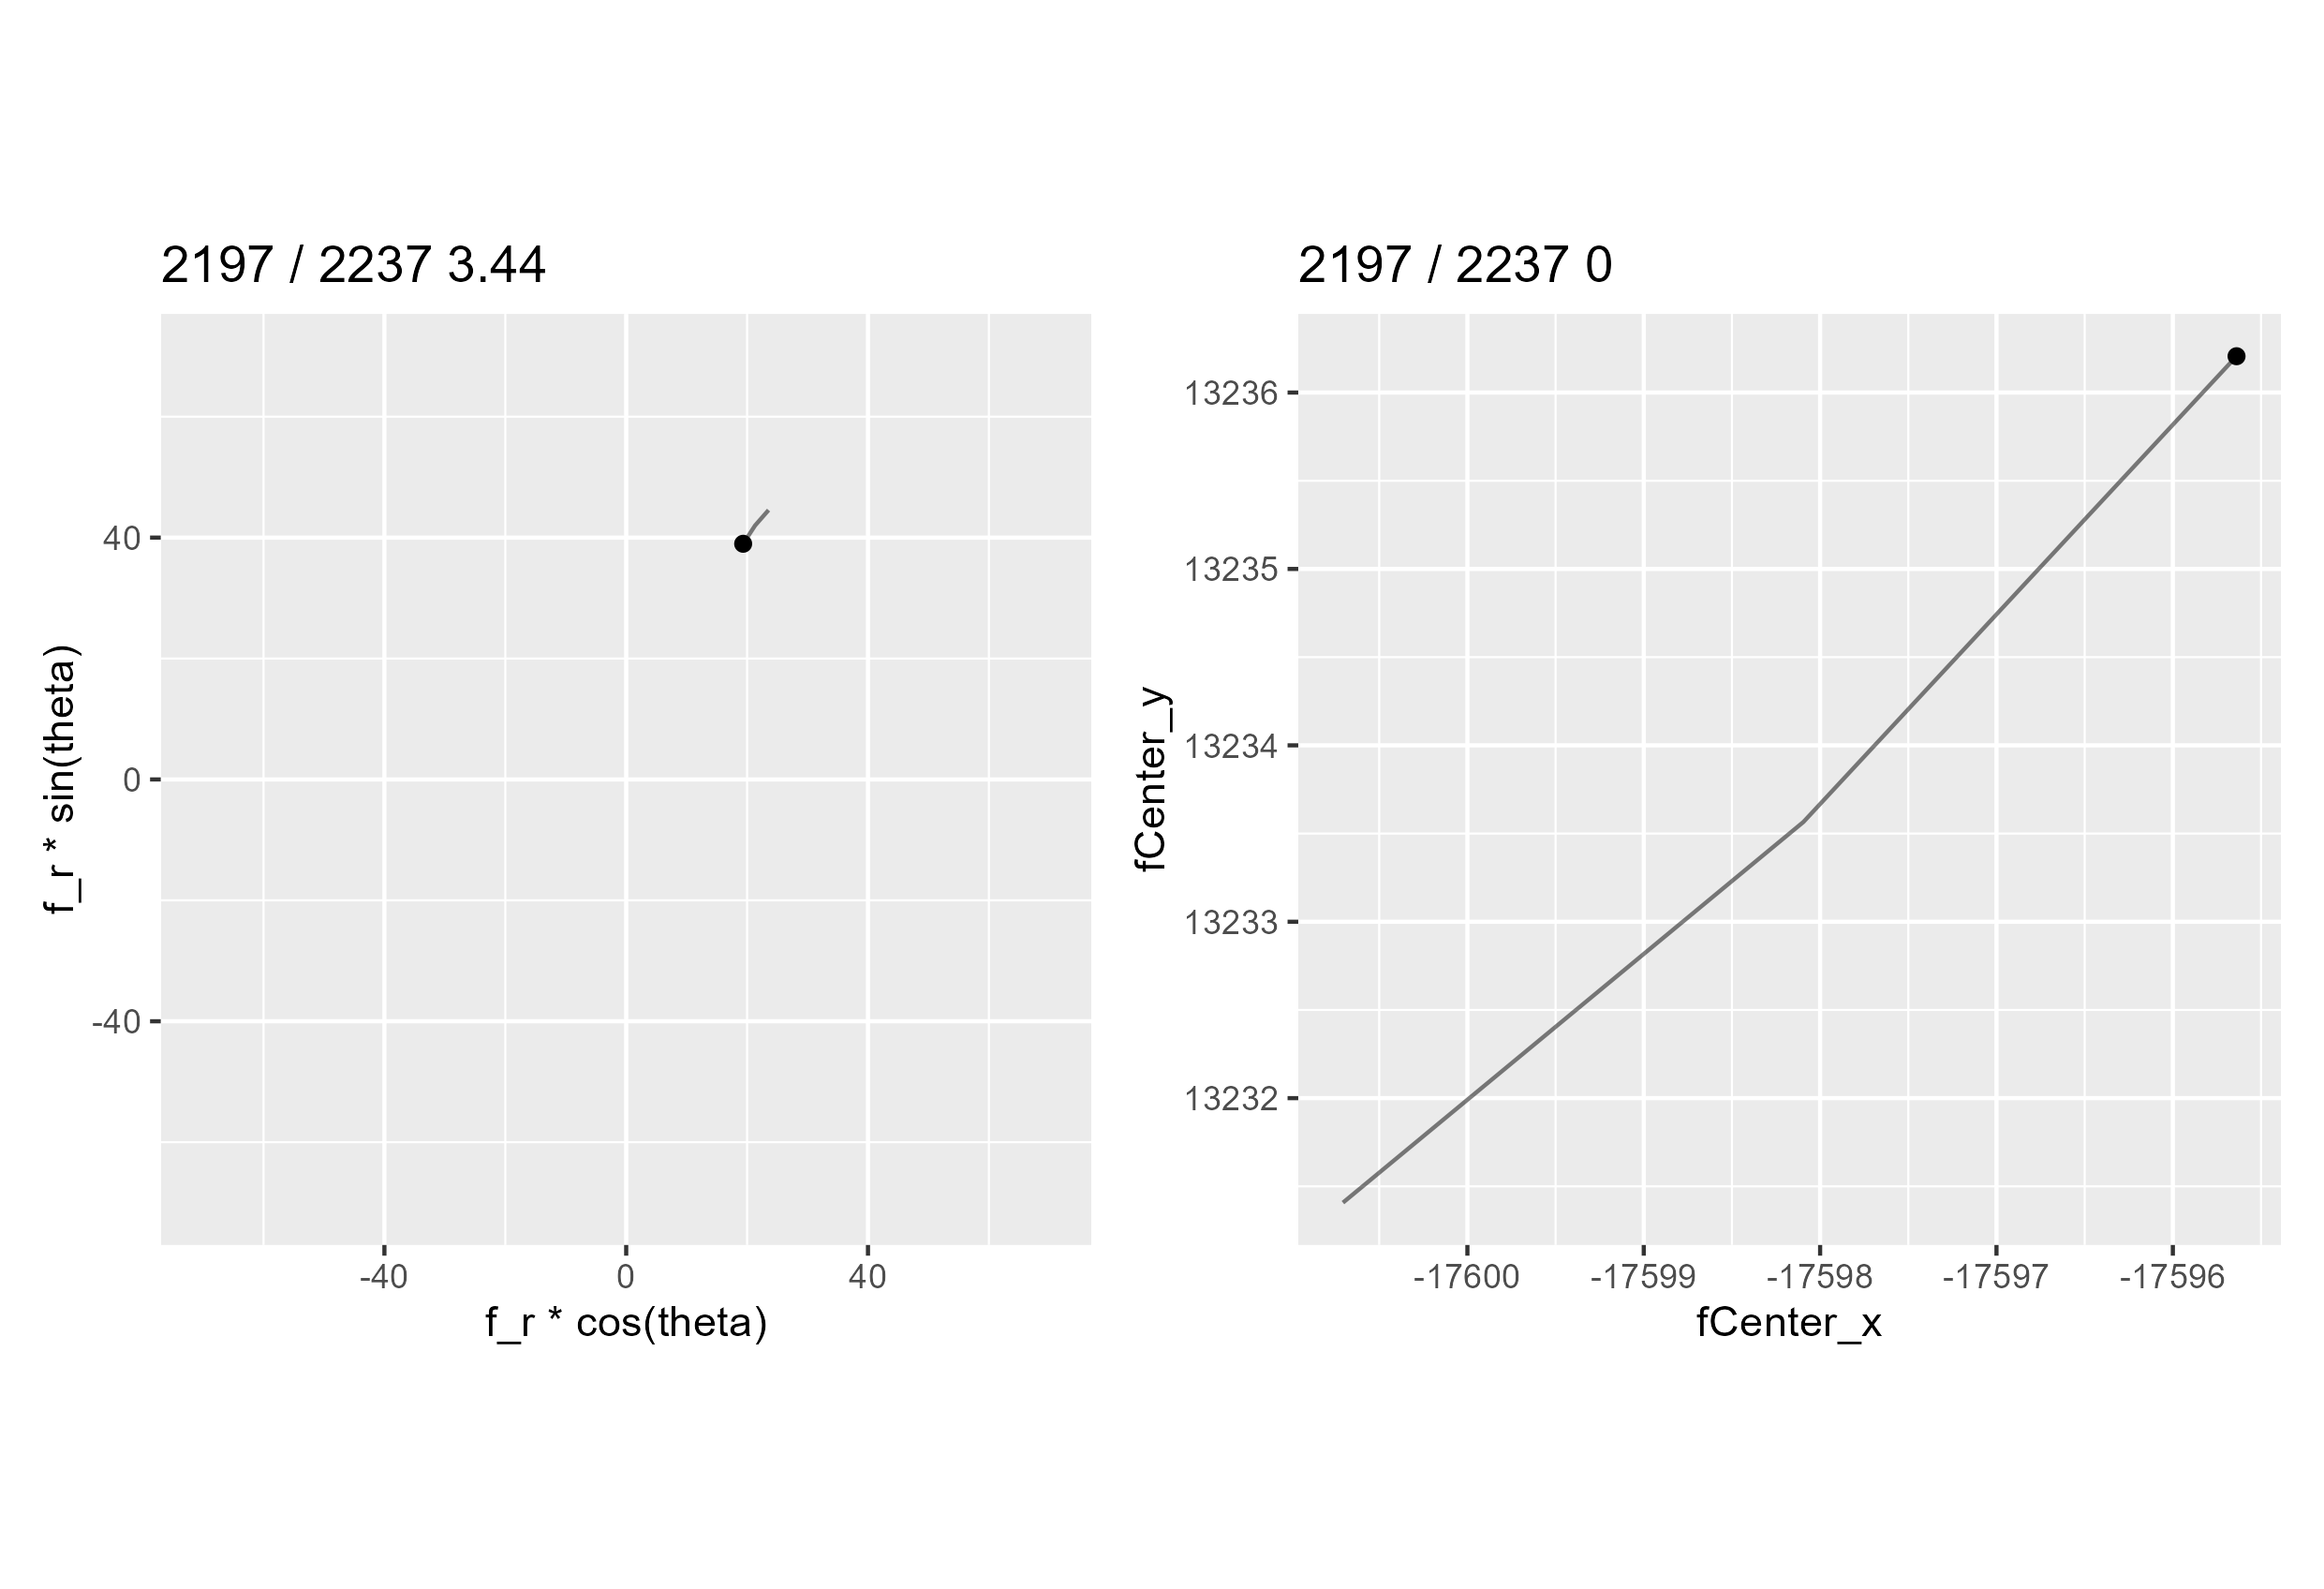 2197 / 2237 3.44
f_r * sin(theta)
40
0
-40
-40
0
40
f_r * cos(theta)
2197 / 2237 0
fCenter_y
13236
13235
13234
13233
13232
-17600
-17599
-17598
-17597
-17596
fCenter_x